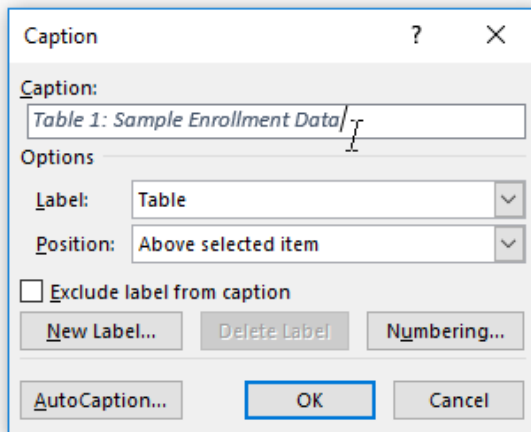 Caption ?
Caption:
Table 1: Sample Enrollment Data
Options
Label: Table
Position: Above selected item
Exclude label from caption
New Label... Delete Label Numbering...
AutoCaption... OK Cancel